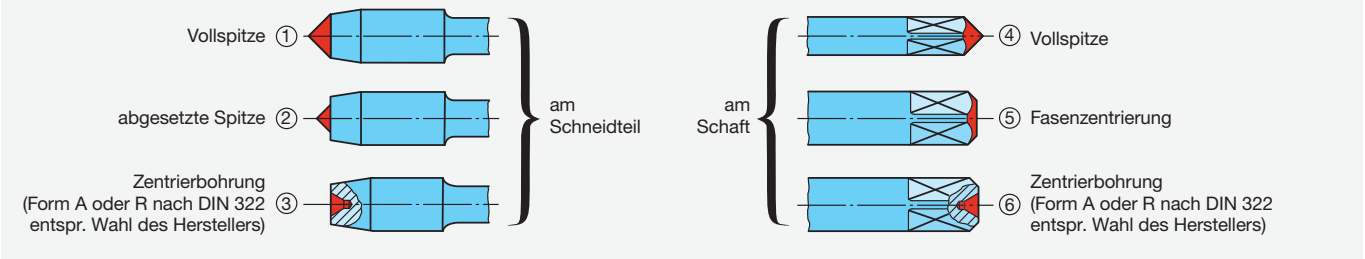 Vollspitze ①
abgesetzte Spitze ②
Zentrierbohrung
(Form A oder R nach DIN 322 ③
entspr. Wahl des Herstellers)
am
Schneidteil
am
Schaft
④ Vollspitze
⑤ Fasenzentrierung
Zentrierbohrung
⑥ (Form A oder R nach DIN 322
entspr. Wahl des Herstellers)